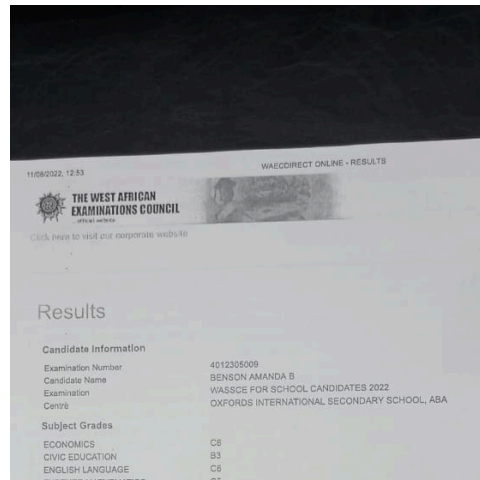 11/08/2022, 12:53 WAECDIRECT ONLINE - RESULTS
THE WEST AFRICAN
EXAMINATIONS COUNCIL
... official website
Click here to visit our corporate website
Results
Candidate Information
Examination Number 4012305009
Candidate Name BENSON AMANDA B
Examination WASSCE FOR SCHOOL CANDIDATES 2022
Centre OXFORDS INTERNATIONAL SECONDARY SCHOOL, ABA
Subject Grades
ECONOMICS C6
CIVIC EDUCATION B3
ENGLISH LANGUAGE C6